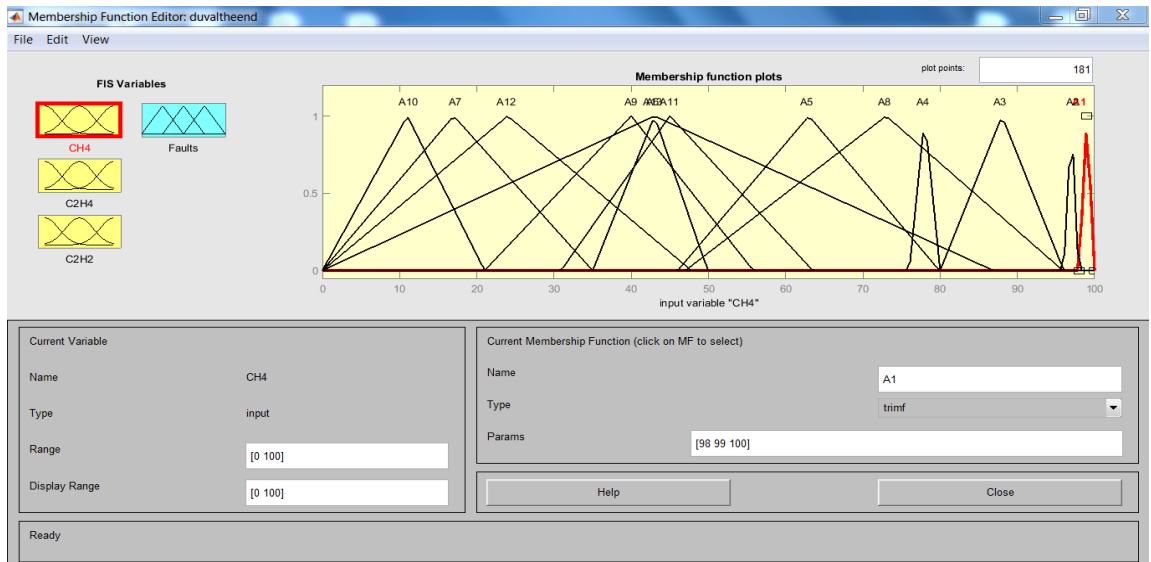 Membership Function Editor: duvaltheend
File Edit View
FIS Variables
CH4
Faults
C2H4
C2H2
plot points:
181
Membership function plots
A10 A7 A12 A9 A11 A5 A8 A4 A3
1
0.5
0
0 10 20 30 40 50 60 70 80 90 100
input variable "CH4"
Current Variable
Name CH4
Type input
Range [0 100]
Display Range [0 100]
Current Membership Function (click on MF to select)
Name A1
Type trimf
Params [98 99 100]
Help Close
Ready